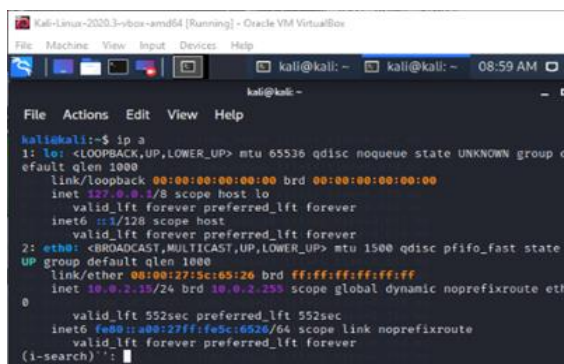 Kali-Linux-2020.3-vbox-amd64 [Running] - Oracle VM VirtualBox
File Machine View Input Devices Help
kali@kali: ~ kali@kali: ~ 08:59 AM
kali@kali: ~
File Actions Edit View Help
kali@kali:~$ ip a
1: lo: <LOOPBACK,UP,LOWER_UP> mtu 65536 qdisc noqueue state UNKNOWN group d
efault qlen 1000
link/loopback 00:00:00:00:00:00 brd 00:00:00:00:00:00
inet 127.0.0.1/8 scope host lo
valid_lft forever preferred_lft forever
inet6 ::1/128 scope host
valid_lft forever preferred_lft forever
2: eth0: <BROADCAST,MULTICAST,UP,LOWER_UP> mtu 1500 qdisc pfifo_fast state
UP group default qlen 1000
link/ether 08:00:27:5c:65:26 brd ff:ff:ff:ff:ff:ff
inet 10.0.2.15/24 brd 10.0.2.255 scope global dynamic noprefixroute eth
0
valid_lft 552sec preferred_lft 552sec
inet6 fe80::a00:27ff:fe5c:6526/64 scope link noprefixroute
valid_lft forever preferred_lft forever
(i-search)`':